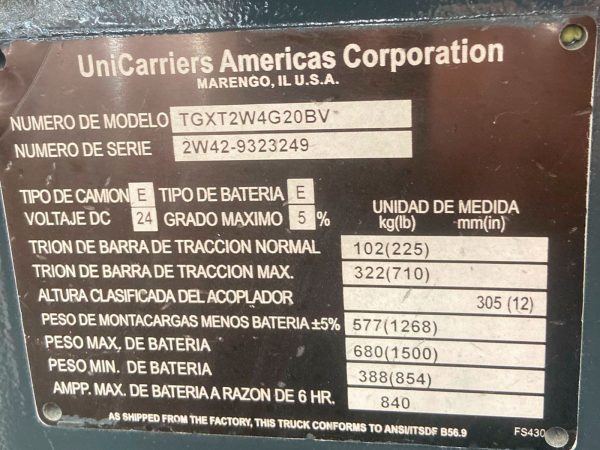 UniCarriers Americas Corporation
MARENGO, IL U.S.A.
NUMERO DE MODELO TGXT2W4G20BV
NUMERO DE SERIE 2W42-9323249
TIPO DE CAMION E TIPO DE BATERIA E
VOLTAJE DC 24 GRADO MAXIMO 5 %
UNIDAD DE MEDIDA
kg(lb) mm(in)
TRION DE BARRA DE TRACCION NORMAL 102(225)
TRION DE BARRA DE TRACCION MAX. 322(710)
ALTURA CLASIFICADA DEL ACOPLADOR 305 (12)
PESO DE MONTACARGAS MENOS BATERIA ±5% 577(1268)
PESO MAX. DE BATERIA 680(1500)
PESO MIN. DE BATERIA 388(854)
AMPP. MAX. DE BATERIA A RAZON DE 6 HR. 840
AS SHIPPED FROM THE FACTORY, THIS TRUCK CONFORMS TO ANSI/ITSDF B56.9 FS430